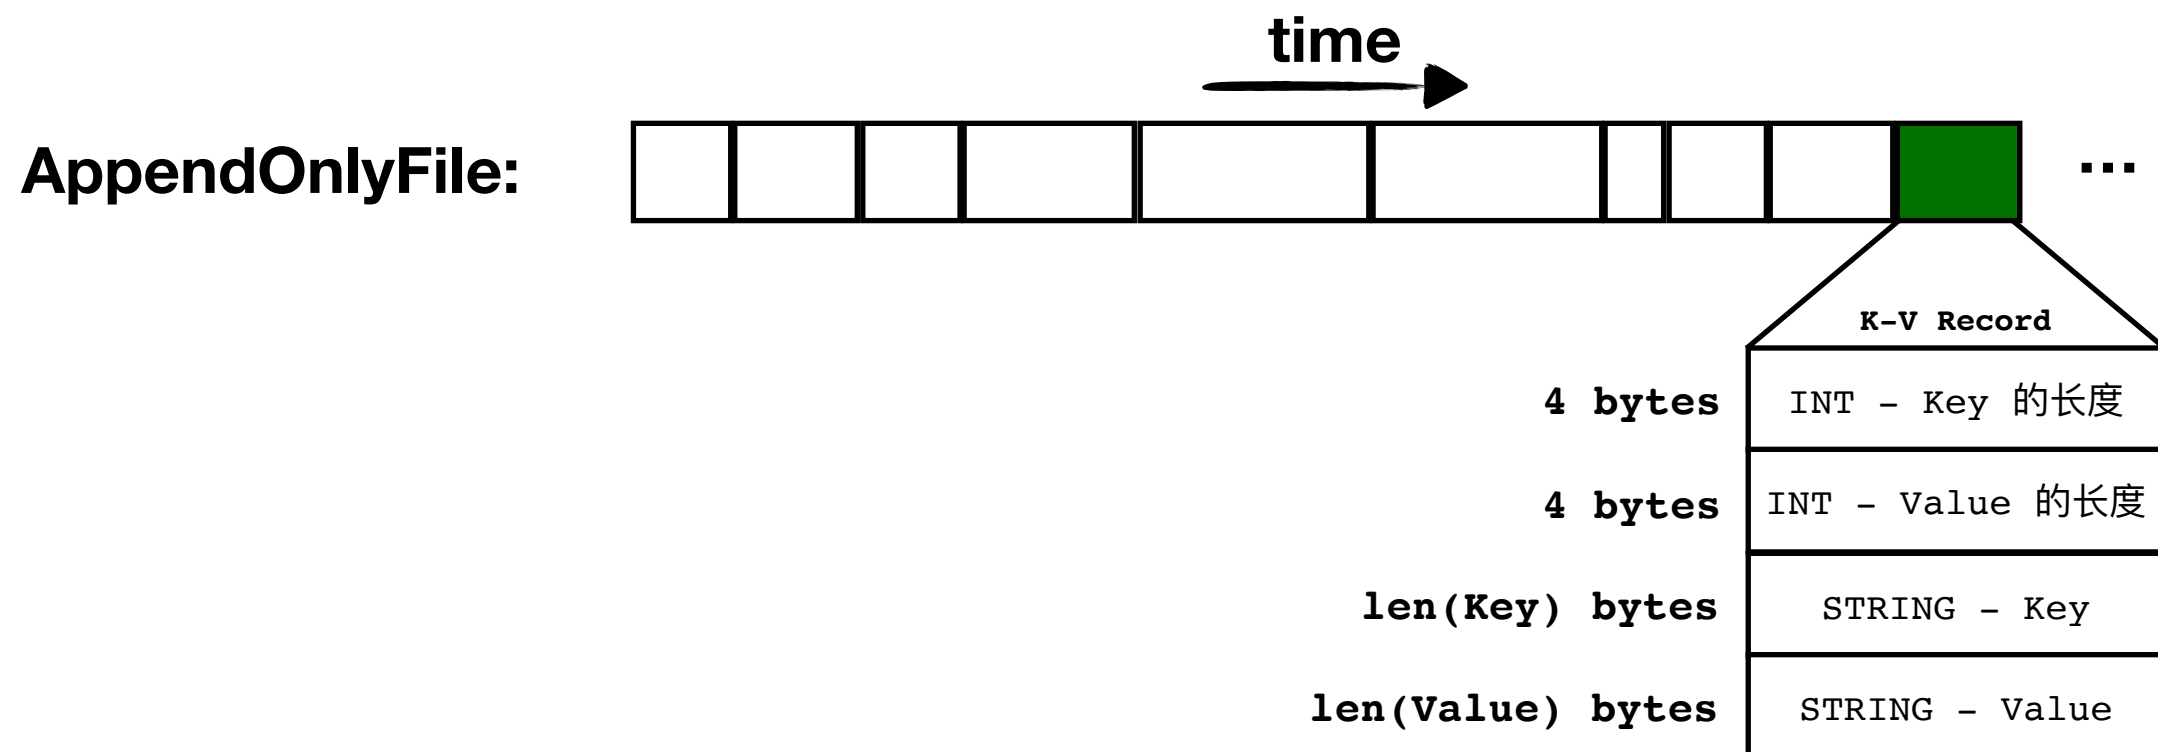 time
AppendOnlyFile:
...
K-V Record
4 bytes
INT - Key 的长度
4 bytes
INT - Value 的长度
len(Key) bytes
STRING - Key
len(Value) bytes
STRING - Value